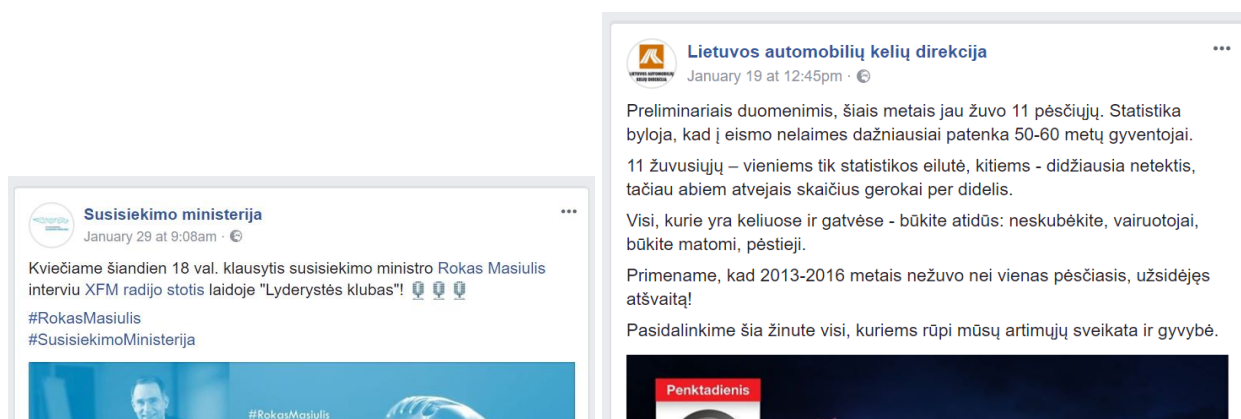 Susisiekimo ministerija
January 29 at 9:08am ·
Kviečiame šiandien 18 val. klausytis susisiekimo ministro Rokas Masiulis
interviu XFM radijo stotis laidoje "Lyderystės klubas"! 🎙️ 🎙️ 🎙️
#RokasMasiulis
#SusisiekimoMinisterija
#RokasMasiulis
Lietuvos automobilių kelių direkcija
LIETUVOS AUTOMOBILIŲ
KELIŲ DIREKCIJA
January 19 at 12:45pm ·
Preliminariais duomenimis, šiais metais jau žuvo 11 pėsčiųjų. Statistika
byloja, kad į eismo nelaimes dažniausiai patenka 50-60 metų gyventojai.
11 žuvusiųjų – vieniems tik statistikos eilutė, kitiems - didžiausia netektis,
tačiau abiem atvejais skaičius gerokai per didelis.
Visi, kurie yra keliuose ir gatvėse - būkite atidūs: neskubėkite, vairuotojai,
būkite matomi, pėstieji.
Primename, kad 2013-2016 metais nežuvo nei vienas pėsčiasis, užsidėjęs
atšvaitą!
Pasidalinkime šia žinute visi, kuriems rūpi mūsų artimųjų sveikata ir gyvybė.
Penktadienis